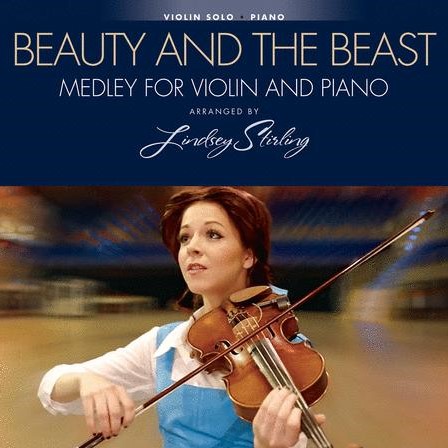 VIOLIN SOLO • PIANO
BEAUTY AND THE BEAST
MEDLEY FOR VIOLIN AND PIANO
ARRANGED BY
Lindsey Stirling